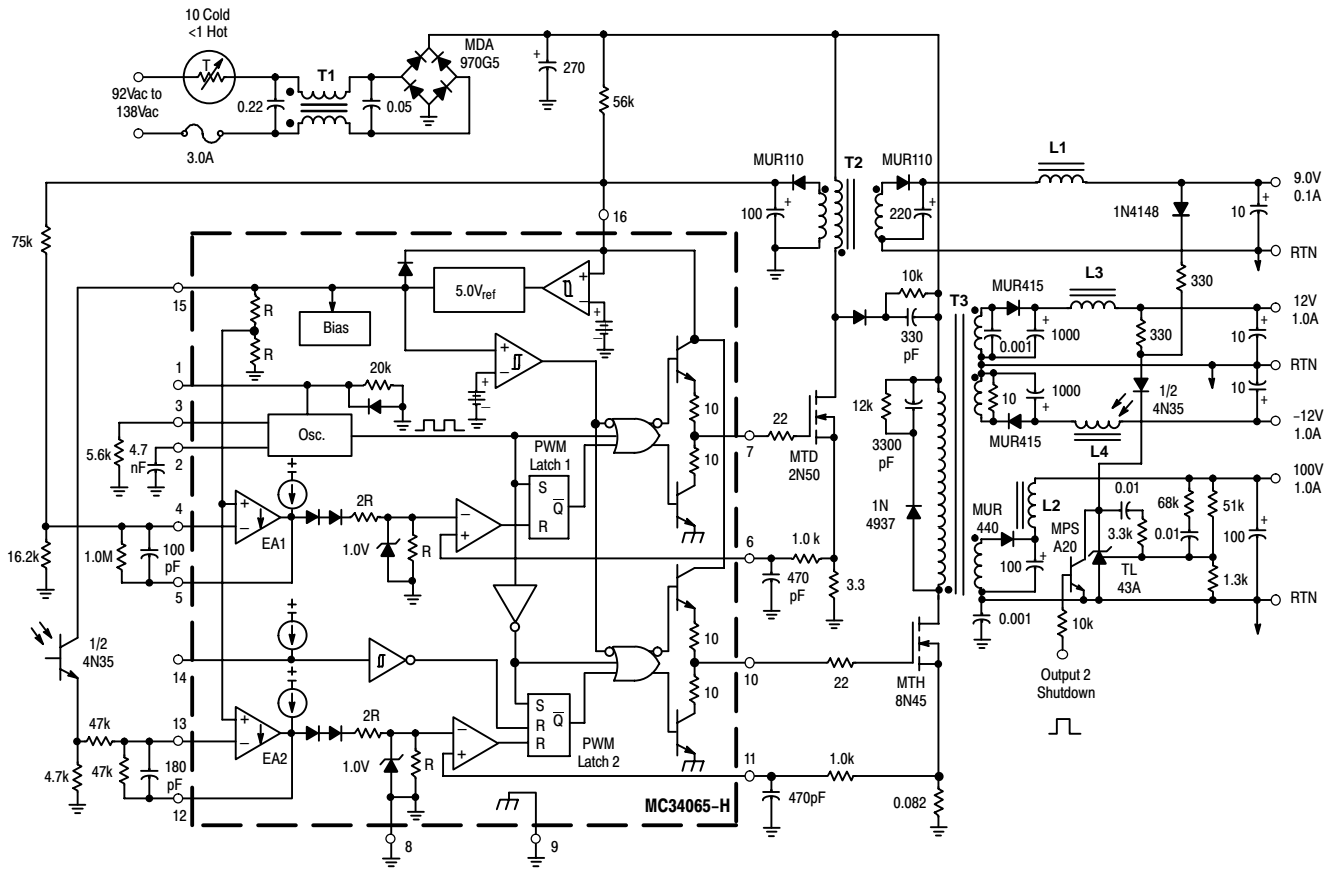 10 Cold
<1 Hot
T
T1
MDA
970G5
92Vac to
138Vac
0.22
0.05
3.0A
+
270
56k
MUR110
T2
MUR110
L1
9.0V
0.1A
100
+
220
+
1N4148
10
+
RTN
16
75k
15
R
R
Bias
5.0Vref
+
–
10k
330
pF
T3
MUR415
L3
330
12V
1.0A
0.001
+
1000
330
10
+
RTN
1
20k
3
Osc.
5.6k
4.7
nF
2
+
–
+
–
10
10
7
22
MTD
2N50
12k
3300
pF
10
1000
+
MUR415
L4
1/2
4N35
10
+
–12V
1.0A
PWM
Latch 1
S
R
Q
4
+
–
EA1
+
2R
1.0V
R
–
+
16.2k
1.0M
100
pF
5
6
1.0 k
470
pF
3.3
1N
4937
MUR
440
L2
100
+
MPS
A20
0.01
3.3k
TL
43A
68k
0.01
51k
1.3k
100
+
100V
1.0A
RTN
0.001
10k
Output 2
Shutdown
1/2
4N35
14
+
10
10
10
22
MTH
8N45
47k
13
+
–
EA2
+
2R
1.0V
R
–
+
S
R
R
Q
PWM
Latch 2
4.7k
47k
180
pF
12
11
1.0k
470pF
0.082
MC34065–H
8
9